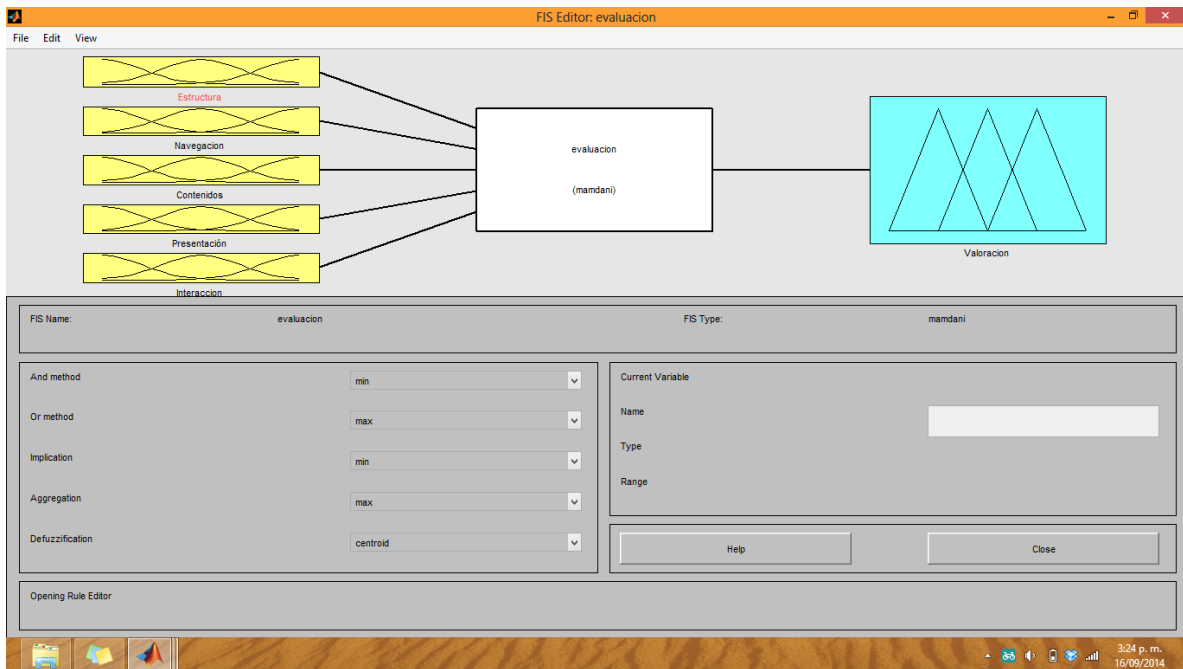 FIS Editor: evaluacion
File Edit View
Estructura
Navegacion
Contenidos
Presentación
Interaccion
evaluacion
(mamdani)
Valoracion
FIS Name: evaluacion FIS Type: mamdani
And method min
Or method max
Implication min
Aggregation max
Defuzzification centroid
Current Variable
Name
Type
Range
Help Close
Opening Rule Editor
3:24 p. m.
16/09/2014